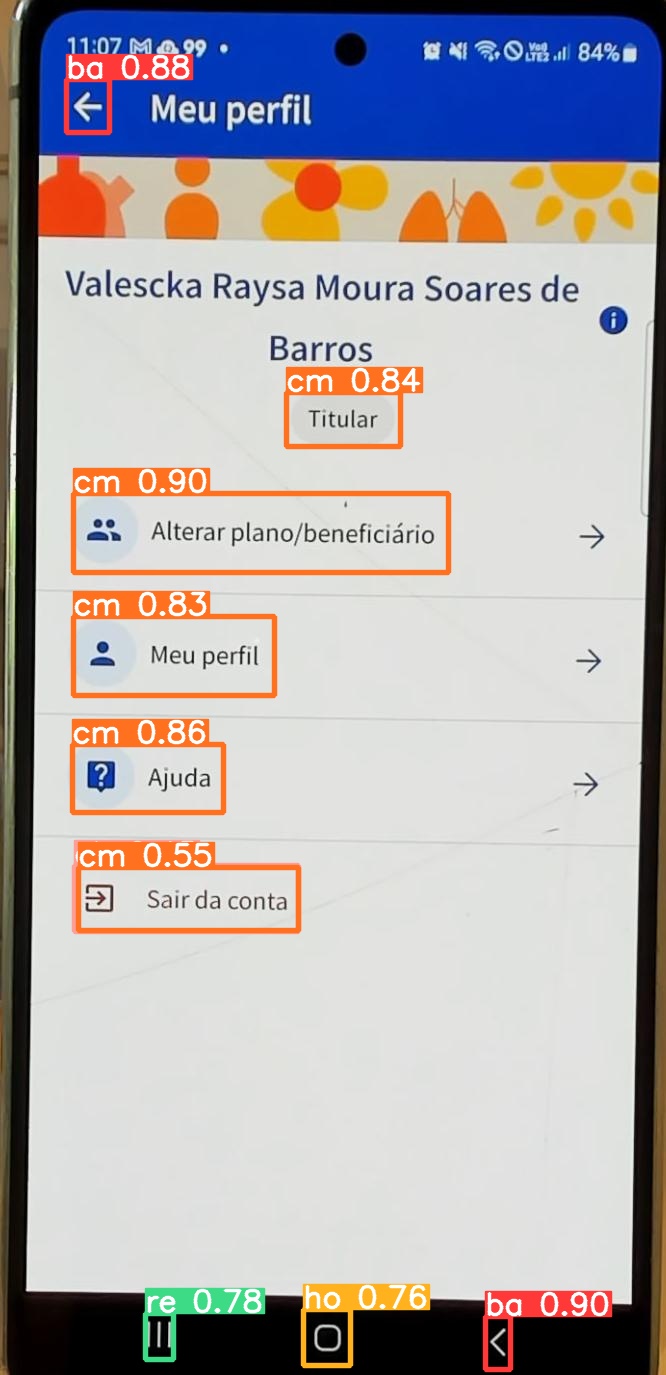 11:07 99
Vo))
LTE2 84%
ba 0.88
Meu perfil
Valescka Raysa Moura Soares de
Barros
cm 0.84
Titular
cm 0.90
Alterar plano/beneficiário
cm 0.83
Meu perfil
cm 0.86
Ajuda
cm 0.55
Sair da conta
re 0.78
ho 0.76
ba 0.90